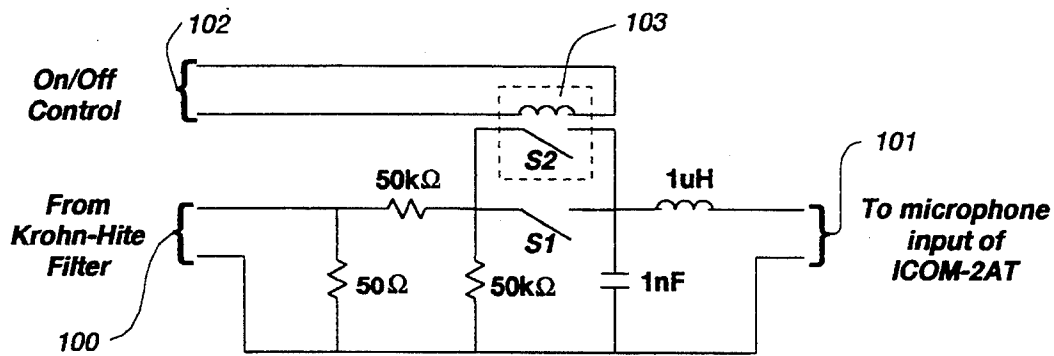 102
103
On/Off
Control
S2
101
50kΩ
1uH
From
Krohn-Hite
Filter
S1
To microphone
input of
ICOM-2AT
50Ω
50kΩ
1nF
100